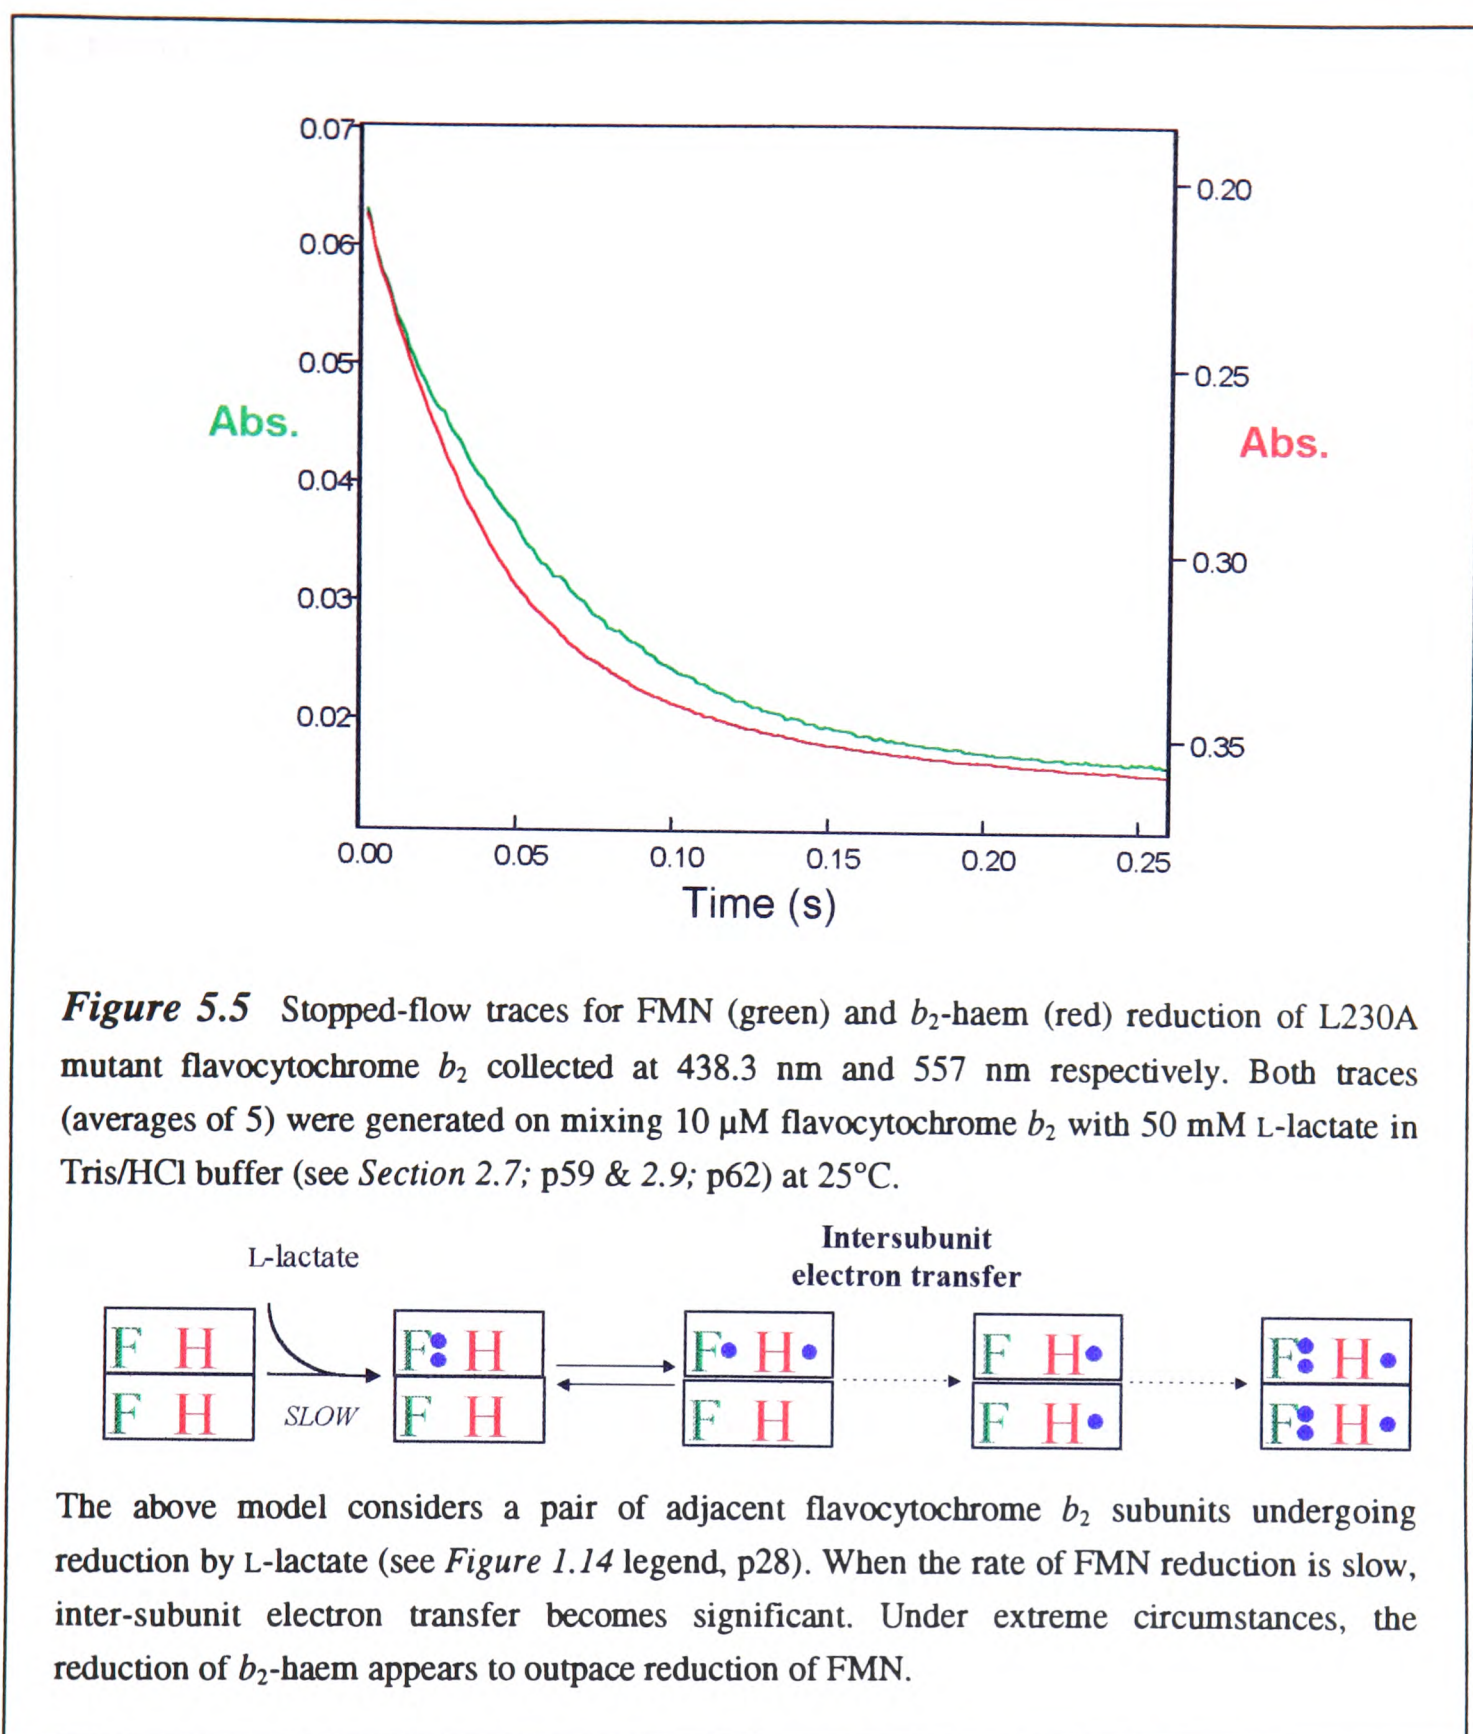 0.07
0.06
0.05
0.04
0.03
0.02
Abs.
0.20
0.25
0.30
0.35
Abs.
0.00 0.05 0.10 0.15 0.20 0.25
Time (s)
Figure 5.5 Stopped-flow traces for FMN (green) and b₂-haem (red) reduction of L230A
mutant flavocytochrome b₂ collected at 438.3 nm and 557 nm respectively. Both traces
(averages of 5) were generated on mixing 10 μM flavocytochrome b₂ with 50 mM L-lactate in
Tris/HCl buffer (see Section 2.7; p59 & 2.9; p62) at 25°C.
L-lactate
Intersubunit
electron transfer
F H F H F H F H F H
SLOW
F H F H F H F H F H
The above model considers a pair of adjacent flavocytochrome b₂ subunits undergoing
reduction by L-lactate (see Figure 1.14 legend, p28). When the rate of FMN reduction is slow,
inter-subunit electron transfer becomes significant. Under extreme circumstances, the
reduction of b₂-haem appears to outpace reduction of FMN.